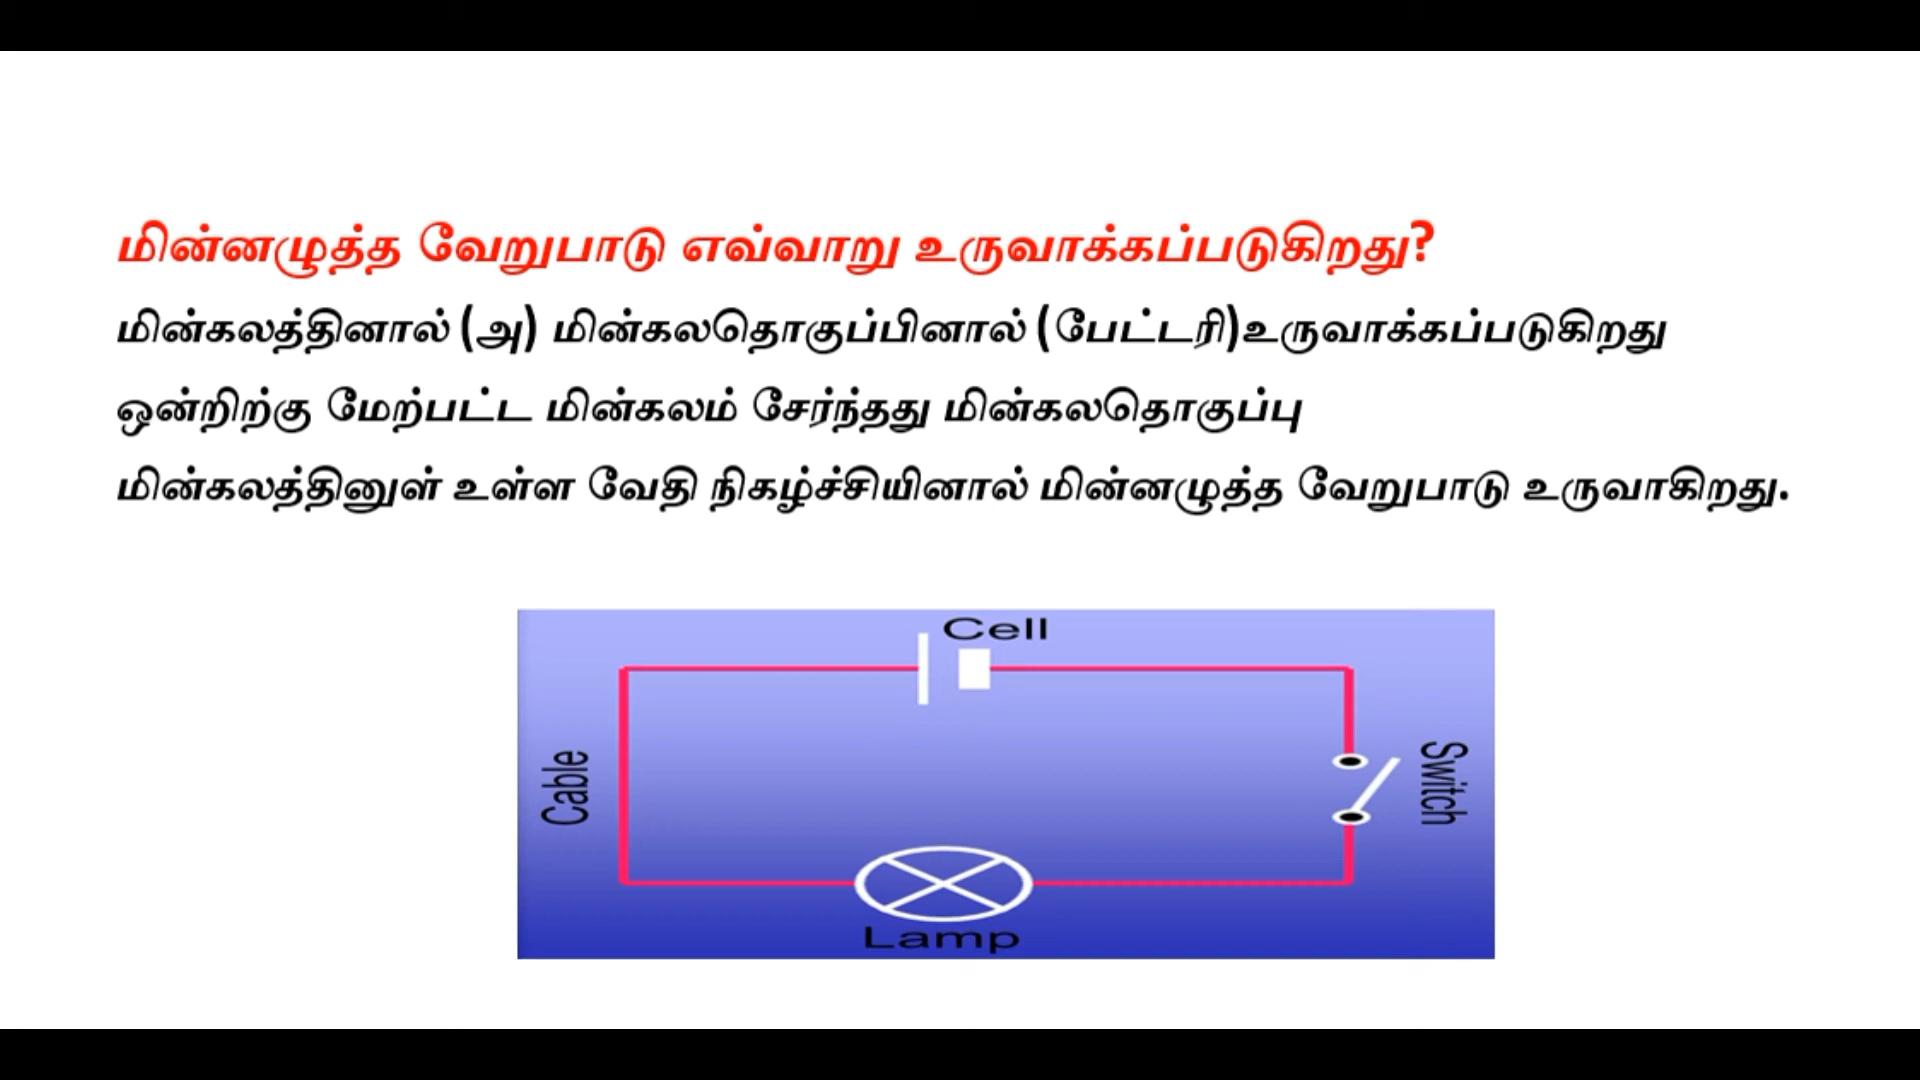 மின்னழுத்த வேறுபாடு எவ்வாறு உருவாக்கப்படுகிறது?
மின்கலத்தினால் (அ) மின்கலதொகுப்பினால் (பேட்டரி)உருவாக்கப்படுகிறது
ஒன்றிற்கு மேற்பட்ட மின்கலம் சேர்ந்தது மின்கலதொகுப்பு
மின்கலத்தினுள் உள்ள வேதி நிகழ்ச்சியினால் மின்னழுத்த வேறுபாடு உருவாகிறது.
Cell
Cable
Switch
Lamp